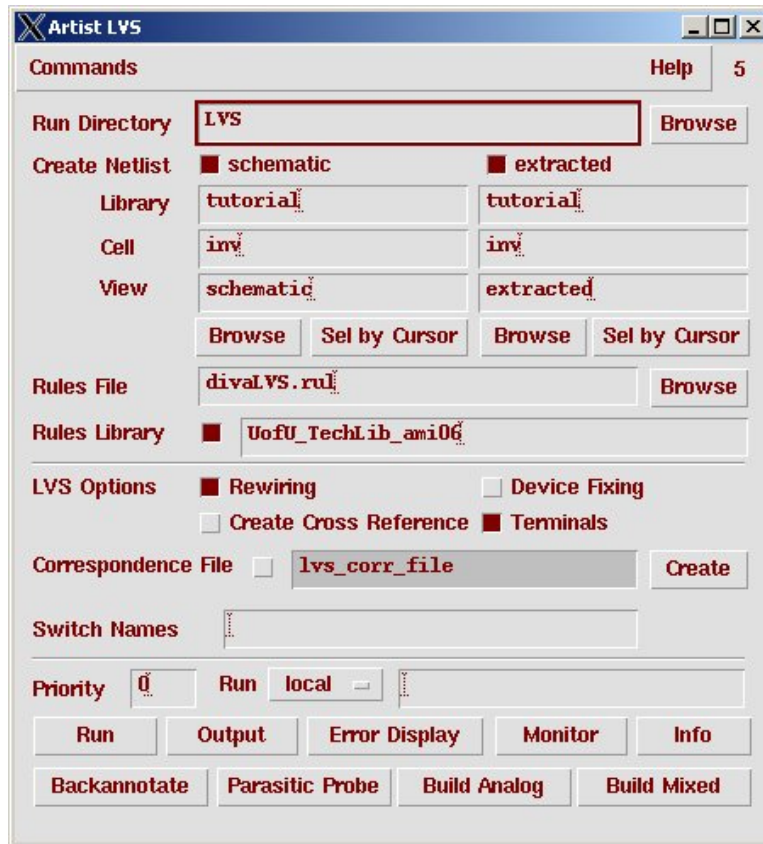 Artist LVS
Commands Help 5
Run Directory LVS Browse
Create Netlist schematic extracted
Library tutorial tutorial
Cell inv inv
View schematic extracted
Browse Sel by Cursor Browse Sel by Cursor
Rules File divaLVS.rul Browse
Rules Library UofU_TechLib_ami06
LVS Options Rewiring Device Fixing
Create Cross Reference Terminals
Correspondence File lvs_corr_file Create
Switch Names
Priority 0 Run local
Run Output Error Display Monitor Info
Backannotate Parasitic Probe Build Analog Build Mixed